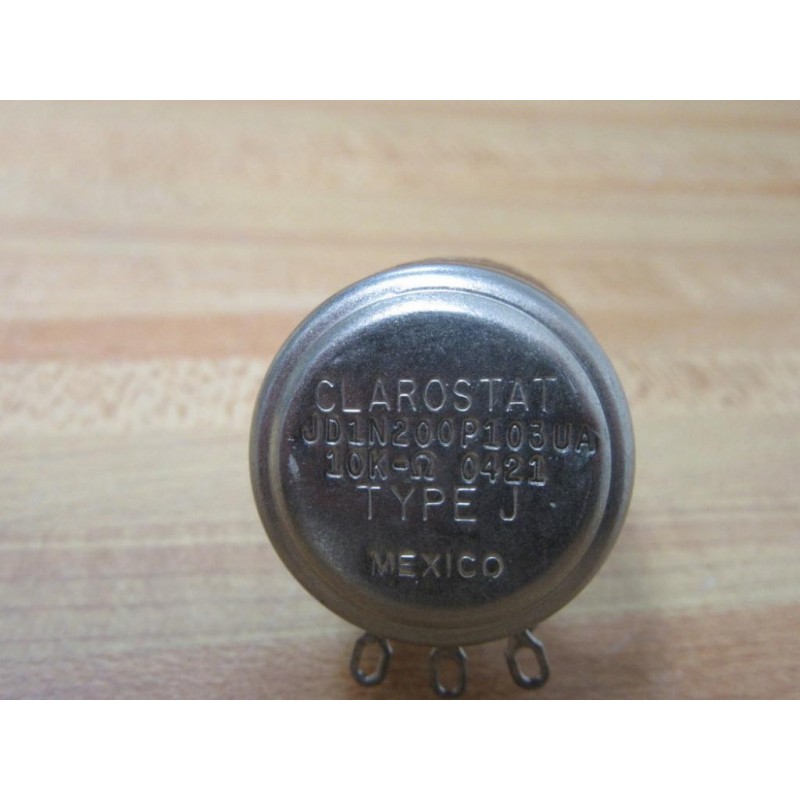 CLAROSTAT
JD1N200P103UA
10K-Ω 0421
TYPE J
MEXICO